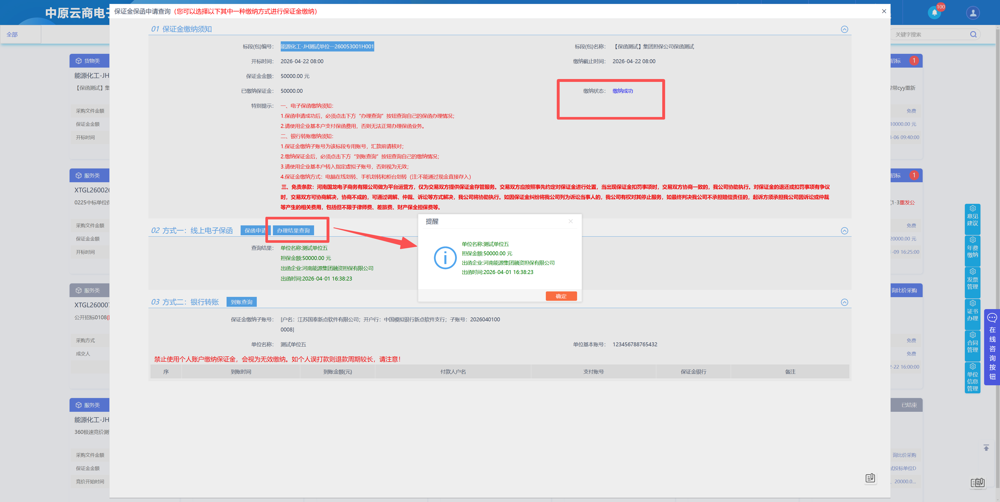 中原云商电子
100
保证金保函申请查询（您可以选择以下其中一种缴纳方式进行保证金缴纳）
全部
关键字搜索
01 保证金缴纳须知
标段(包)编号： 能源化工-JH测试单位一260053001H001
标段(包)名称： 【保函测试】集团担保公司保函测试
开标时间： 2026-04-22 08:00
缴纳截止时间： 2026-04-22 08:00
保证金金额： 50000.00 元
已缴纳保证金： 50000.00
缴纳状态： 缴纳成功
特别提示： 一、电子保函缴纳须知：
1.保函申请成功后，必须点击下方“办理查询”按钮查询自己的保函办理情况；
2.请使用企业基本户支付保函费用，否则无法正常办理保函业务。
二、银行转账缴纳须知：
1.保证金缴纳子账号为该标段专用账号，汇款前请核对；
2.缴纳保证金后，必须点击下方“到账查询”按钮查询自己的缴纳情况；
3.请使用企业基本户转入指定虚拟子账号，否则视为无效；
4.保证金缴纳方式：电脑在线划转、手机划转和柜台划转（注:不能通过现金直接存入）
三、免责条款：河南国龙电子商务有限公司做为平台运营方，仅为交易双方提供保证金存管服务。交易双方应按照事先约定对保证金进行处置，当出现保证金扣罚事项时，交易双方协商一致的，我公司协助执行。对保证金的退还或扣罚事项有争议
时，交易双方可协商解决，协商不成的，可通过调解、仲裁、诉讼等方式解决，我公司将协助执行。如因保证金纠纷将我公司列为诉讼当事人的，我公司有权对其停止服务，如最终判决我公司不承担赔偿责任的，起诉方须承担我公司因诉讼或仲裁
等产生的相关费用，包括但不限于律师费、差旅费、财产保全担保费等。
02 方式一：线上电子保函 保函申请 办理结果查询
查询结果： 单位名称:测试单位五
担保金额:50000.00 元
出函企业:河南能源集团融资担保有限公司
出函时间:2026-04-01 16:38:23
提醒
单位名称:测试单位五
担保金额:50000.00 元
出函企业:河南能源集团融资担保有限公司
出函时间:2026-04-01 16:38:23
确定
03 方式二：银行转账 到账查询
保证金缴纳子账号： [户名：江苏国泰新点软件有限公司；开户行：中国模拟银行新点软件支行；子账号：2026040100
0008]
单位名称： 测试单位五
单位基本账号： 123456788765432
禁止使用个人账户缴纳保证金，会视为无效缴纳。如个人误打款则退款周期较长，请注意！
序 到账时间 到账金额(元) 付款人户名 支付账号 保证金银行 备注
货物类
能源化工-JH
【保函测试】集
采购文件金额
保证金金额
开标时间
服务类
XTGL26002
0225中标单位
采购文件金额
保证金金额
开标时间
服务类
XTGL26000
公开招标0108
采购方式
成交人
服务类
能源化工-JH
360极速竞价测
采购文件金额
保证金金额
竞价开始时间
招标 1
常cyy重新
免费
10000.00 元
-06 09:40:00
招标 1
1-3重发公
免费
20000.00 元
-09 16:25:00
询比价采购
免费
免费
-22 16:00:00
已结束
询比价采购
试投标单位D
20000.0...
意见
建议
年费
缴纳
发票
管理
证书
办理
合同
管理
单位
信息
管理
在
线
咨
询
按
钮